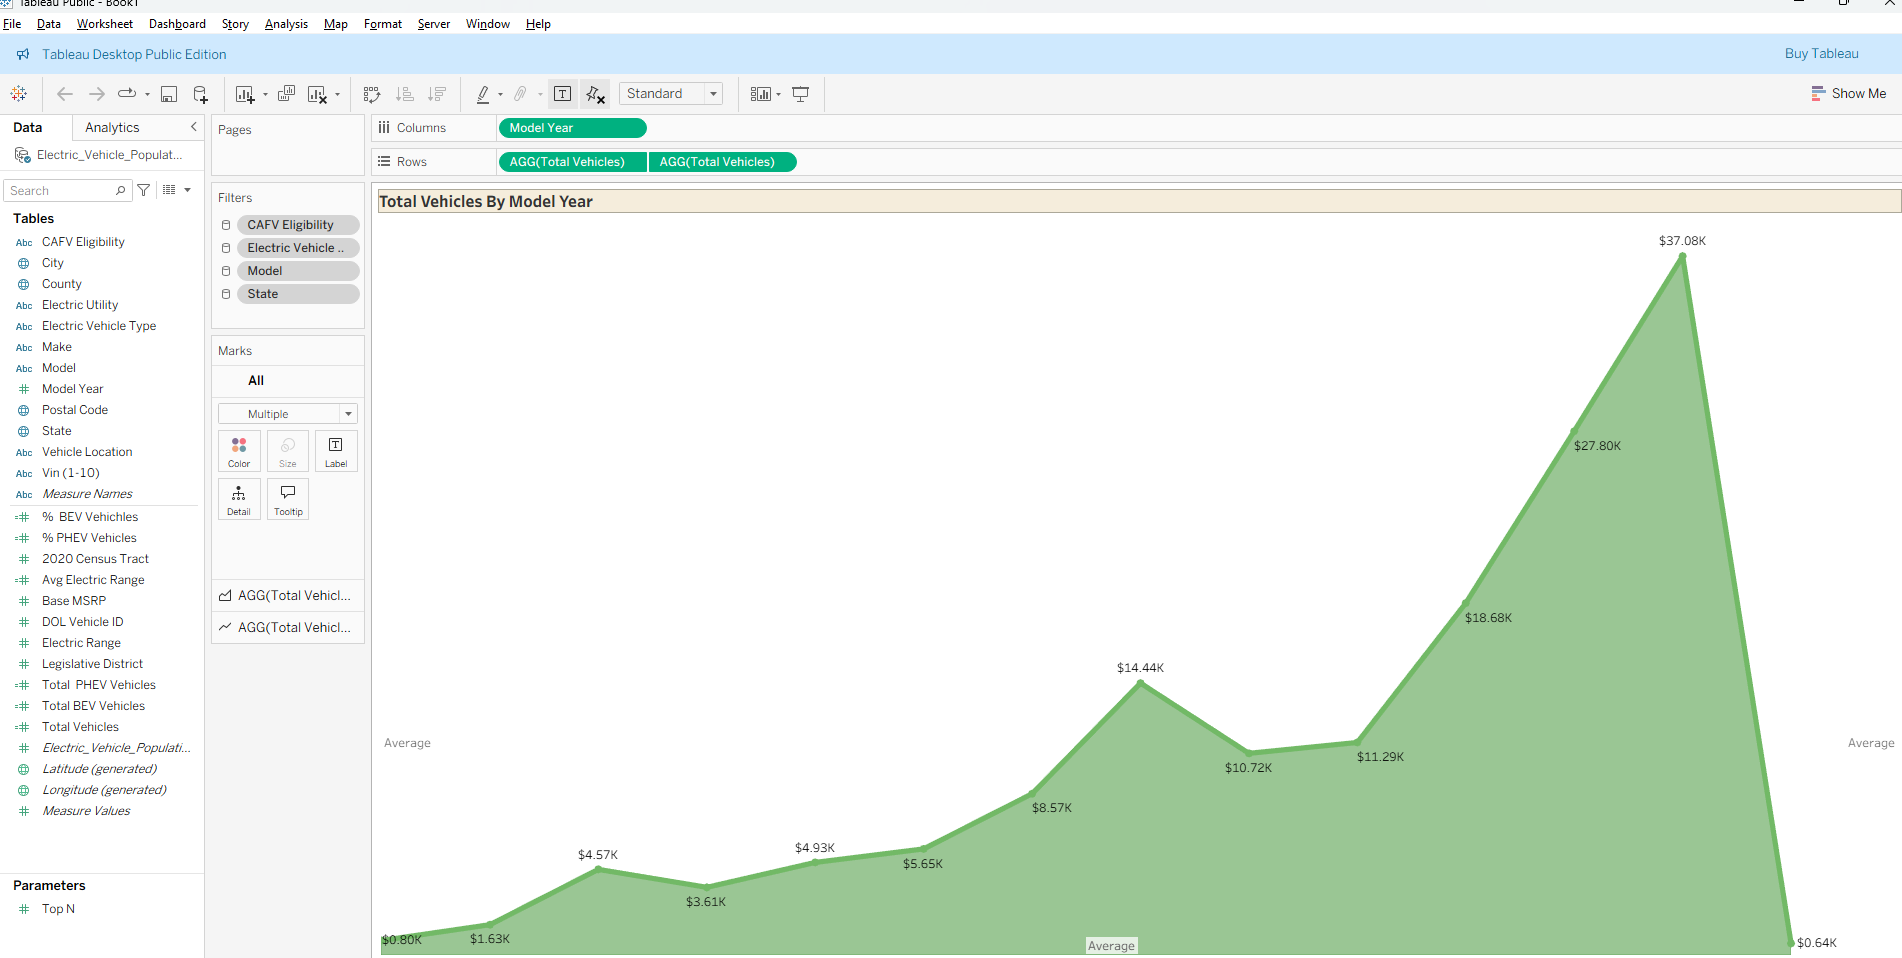 Tableau Public - Book1
File Data Worksheet Dashboard Story Analysis Map Format Server Window Help
Tableau Desktop Public Edition
Buy Tableau
Standard
Show Me
Data
Analytics
Electric_Vehicle_Populat...
Search
Tables
Abc CAFV Eligibility
City
County
Abc Electric Utility
Abc Electric Vehicle Type
Abc Make
Abc Model
Model Year
Postal Code
State
Abc Vehicle Location
Abc Vin (1-10)
Abc Measure Names
% BEV Vehichles
% PHEV Vehicles
2020 Census Tract
Avg Electric Range
Base MSRP
DOL Vehicle ID
Electric Range
Legislative District
Total PHEV Vehicles
Total BEV Vehicles
Total Vehicles
Electric_Vehicle_Populati...
Latitude (generated)
Longitude (generated)
Measure Values
Parameters
Top N
Pages
Filters
CAFV Eligibility
Electric Vehicle ..
Model
State
Marks
All
Multiple
Color Size Label
Detail Tooltip
AGG(Total Vehicl...
AGG(Total Vehicl...
Columns Model Year
Rows AGG(Total Vehicles) AGG(Total Vehicles)
Total Vehicles By Model Year
$37.08K
$27.80K
$18.68K
$14.44K
Average Average
$11.29K
$10.72K
$8.57K
$4.93K
$4.57K
$5.65K
$3.61K
$0.80K
$1.63K
Average
$0.64K